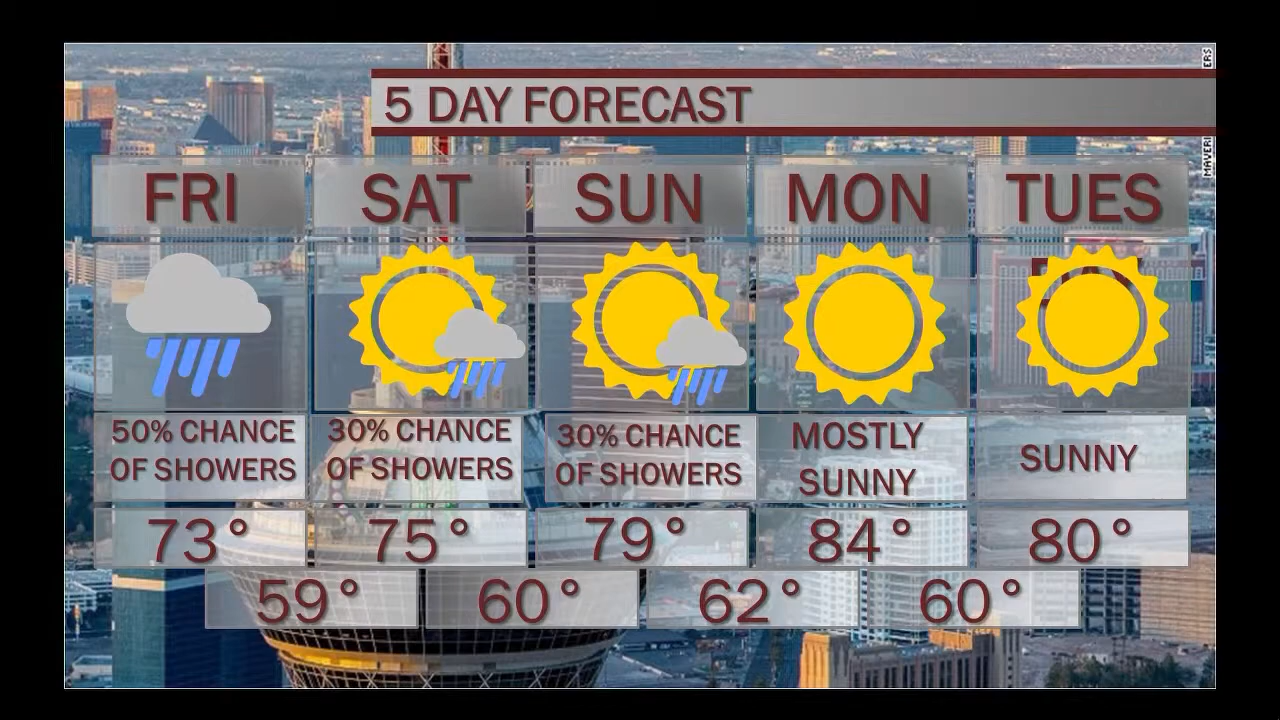 5 DAY FORECAST
FRI SAT SUN MON TUES
50% CHANCE
OF SHOWERS
30% CHANCE
OF SHOWERS
30% CHANCE
OF SHOWERS
MOSTLY
SUNNY
SUNNY
73° 75° 79° 84° 80°
59° 60° 62° 60°